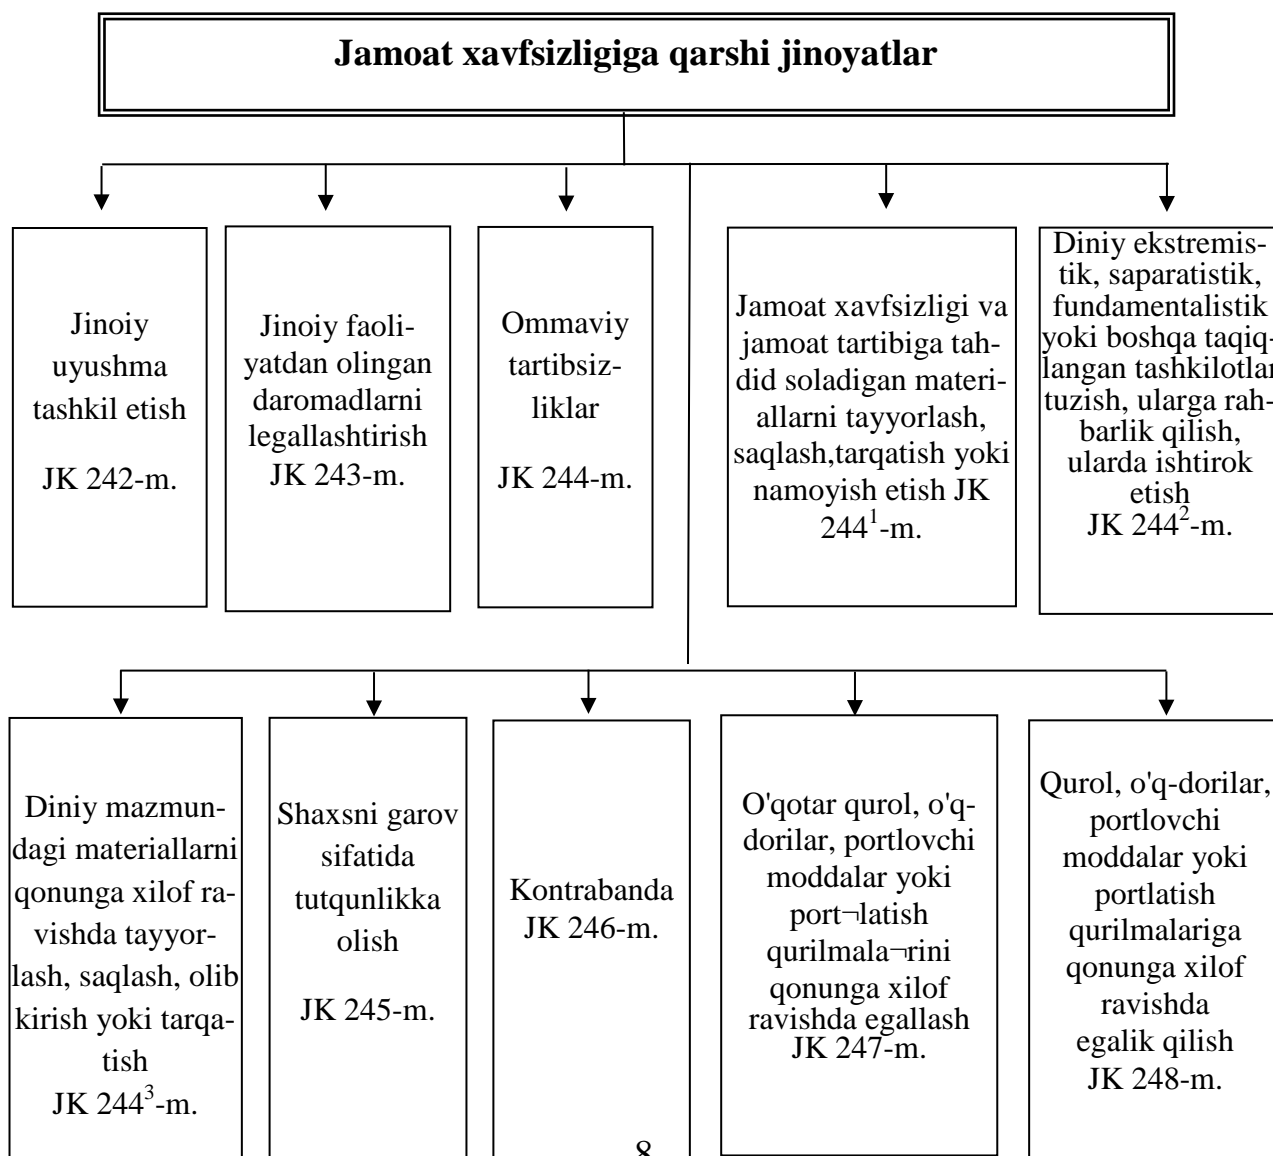 Jamoat xavfsizligiga qarshi jinoyatlar
Jinoiy
uyushma
tashkil etish
JK 242-m.
Jinoiy faoli-
yatdan olingan
daromadlarni
legallashtirish
JK 243-m.
Ommaviy
tartibsiz-
liklar
JK 244-m.
Jamoat xavfsizligi va
jamoat tartibiga tah-
did soladigan materi-
allarni tayyorlash,
saqlash,tarqatish yoki
namoyish etish JK
244¹-m.
Diniy ekstremis-
tik, saparatistik,
fundamentalistik
yoki boshqa taqiq-
langan tashkilotlar
tuzish, ularga rah-
barlik qilish,
ularda ishtirok
etish
JK 244²-m.
Diniy mazmun-
dagi materiallarni
qonunga xilof ra-
vishda tayyor-
lash, saqlash, olib
kirish yoki tarqa-
tish
JK 244³-m.
Shaxsni garov
sifatida
tutqunlikka
olish
JK 245-m.
Kontrabanda
JK 246-m.
O'qotar qurol, o'q-
dorilar, portlovchi
moddalar yoki
port¬latish
qurilmala¬rini
qonunga xilof
ravishda egallash
JK 247-m.
Qurol, o'q-dorilar,
portlovchi
moddalar yoki
portlatish
qurilmalariga
qonunga xilof
ravishda
egalik qilish
JK 248-m.
8